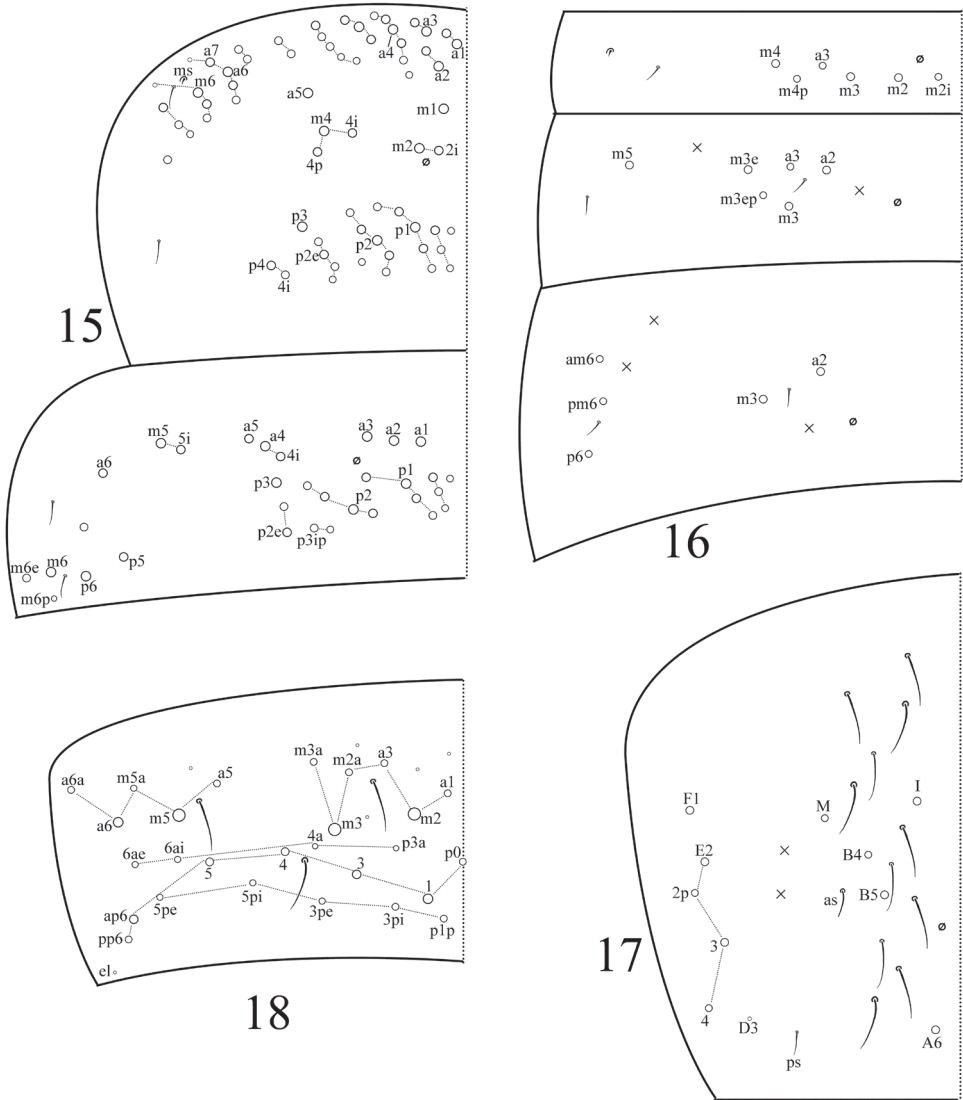 a3
a4
a1
a7
ms
a6
m6
a2
a5
m1
m4
4i
m2
2i
4p
p3
p1
p2
p2e
p4
4i
15
m5
5i
a5
a4
4i
a3
a2
a1
a6
p3
p1
p2
p2e
p3ip
p5
m6e
m6
p6
m6p
m4
a3
m4p
m3
m2
m2i
m5
m3e
a3
a2
m3ep
m3
am6
a2
pm6
m3
p6
16
m3a
m2a
a3
a6a
m5a
a5
a1
a6
m5
m3
m2
4a
p3a
6ae
6ai
5
4
3
p0
1
ap6
5pe
5pi
3pe
3pi
p1p
pp6
el
18
F1
M
I
E2
B4
2p
as
B5
3
17
4
D3
ps
A6